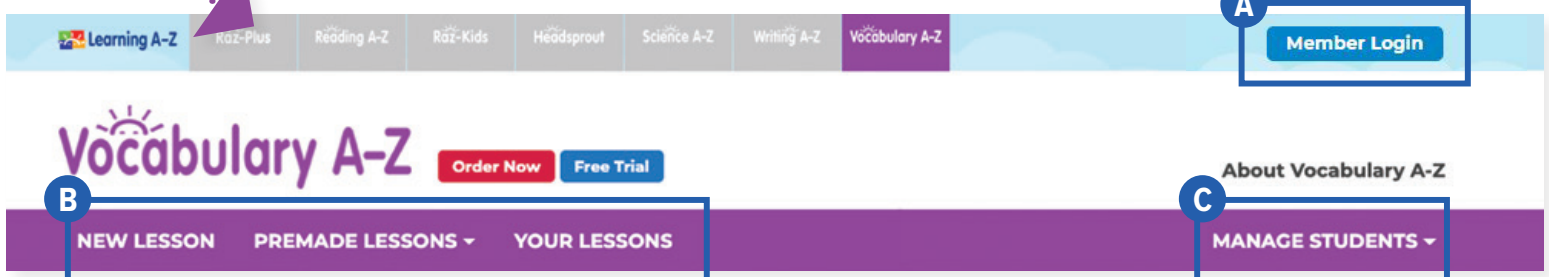 A
Learning A-Z Raz-Plus Reading A-Z Raz-Kids Headsprout Science A-Z Writing A-Z Vocabulary A-Z Member Login
Vocabulary A-Z Order Now Free Trial About Vocabulary A-Z
B C
NEW LESSON PREMADE LESSONS YOUR LESSONS MANAGE STUDENTS